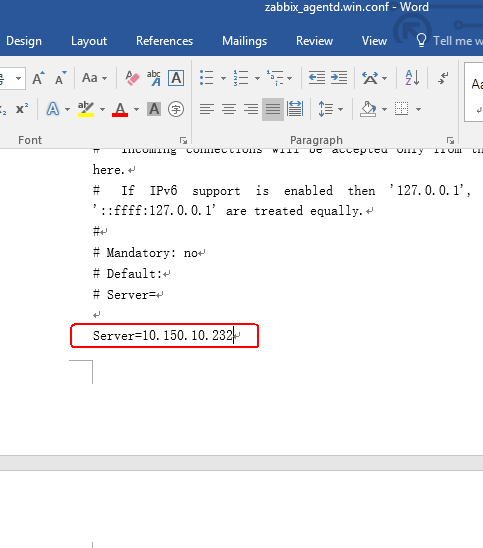 zabbix_agentd.win.conf - Word
Design Layout References Mailings Review View Tell me w
Aa
Font Paragraph
# Incoming connections will be accepted only from th
here.
# If IPv6 support is enabled then '127.0.0.1',
'::ffff:127.0.0.1' are treated equally.
#
# Mandatory: no
# Default:
# Server=
Server=10.150.10.232